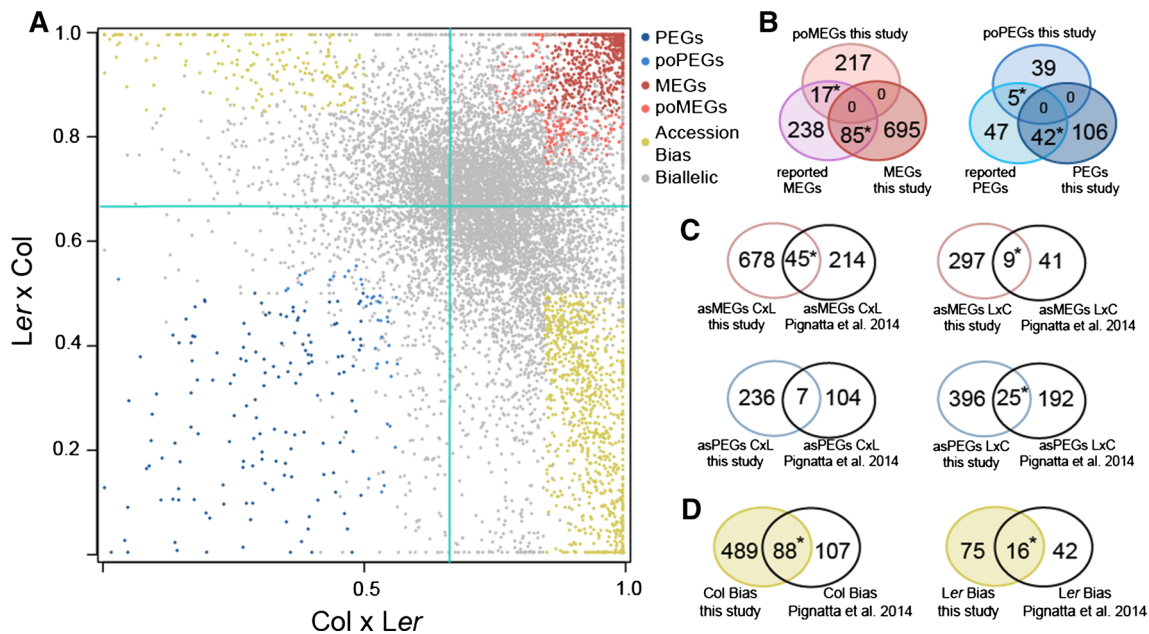 A
1.0
0.8
0.6
0.4
0.2
Ler x Col
0.5
1.0
Col x Ler
PEGs
poPEGs
MEGs
poMEGs
Accession
Bias
Biallelic
B
poMEGs this study
217
17*
0
0
238
85*
695
reported
MEGs
MEGs
this study
poPEGs this study
39
5*
0
0
47
42*
106
reported
PEGs
PEGs
this study
C
678
45*
214
asMEGs CxL
this study
asMEGs CxL
Pignatta et al. 2014
297
9*
41
asMEGs LxC
this study
asMEGs LxC
Pignatta et al. 2014
236
7
104
asPEGs CxL
this study
asPEGs CxL
Pignatta et al. 2014
396
25*
192
asPEGs LxC
this study
asPEGs LxC
Pignatta et al. 2014
D
489
88*
107
Col Bias
this study
Col Bias
Pignatta et al. 2014
75
16*
42
Ler Bias
this study
Ler Bias
Pignatta et al. 2014